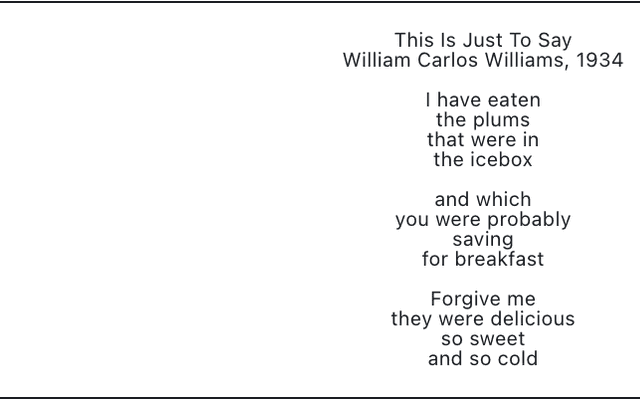 This Is Just To Say
William Carlos Williams, 1934
I have eaten
the plums
that were in
the icebox
and which
you were probably
saving
for breakfast
Forgive me
they were delicious
so sweet
and so cold